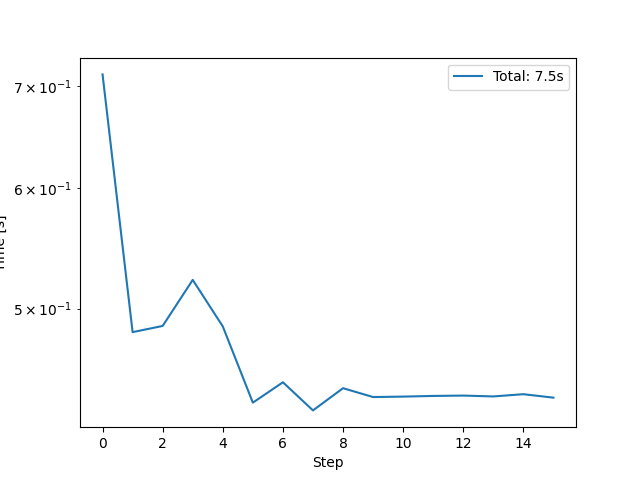 Total: 7.5s
7 × 10⁻¹
6 × 10⁻¹
5 × 10⁻¹
Time [s]
0 2 4 6 8 10 12 14
Step